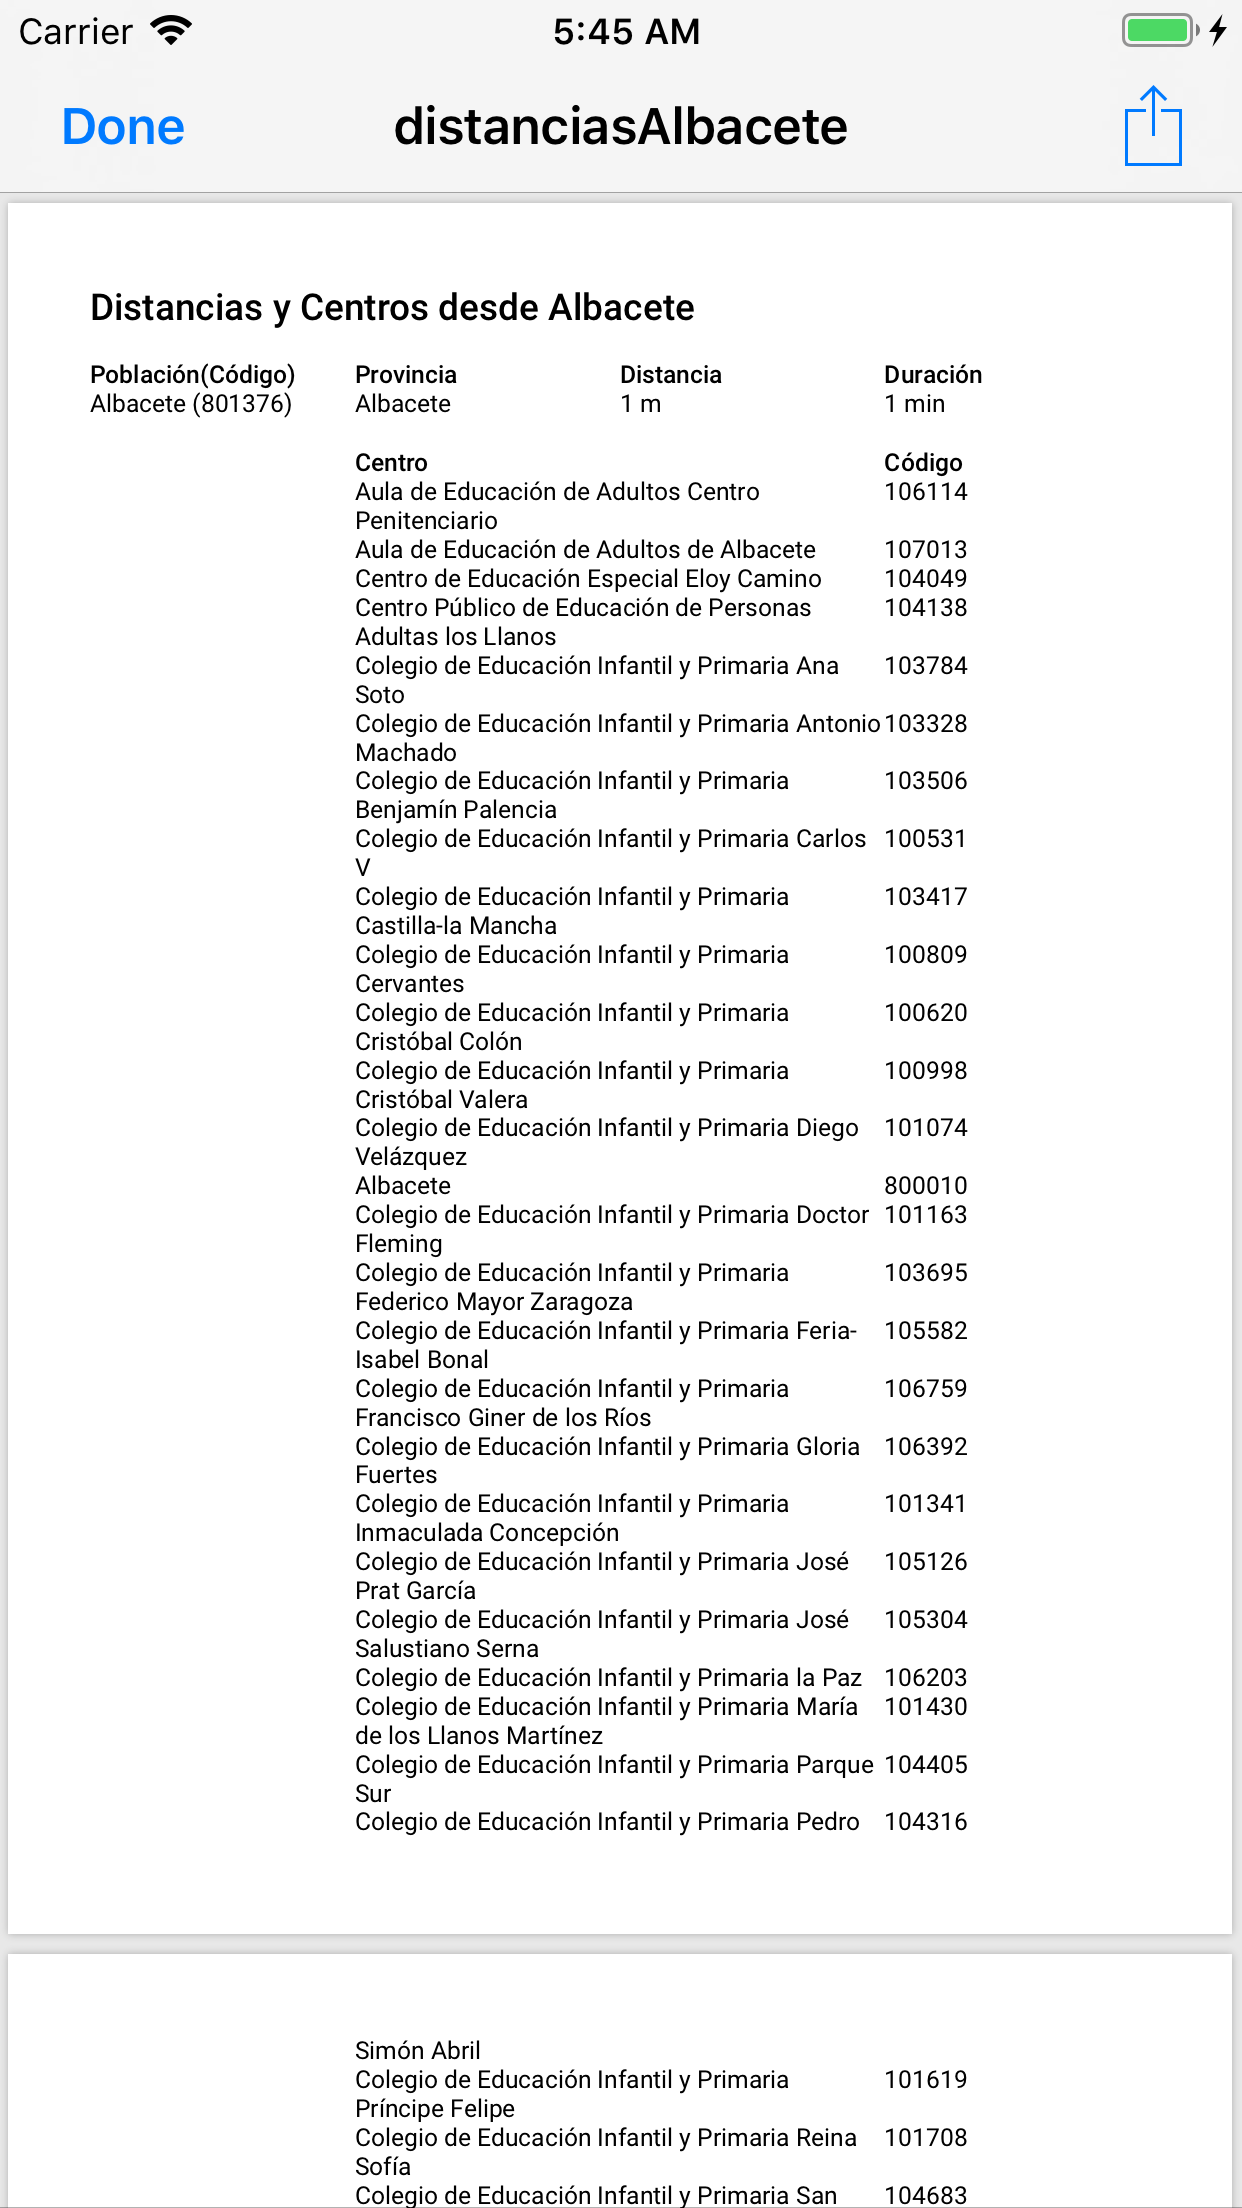 Carrier 5:45 AM
Done distanciasAlbacete
Distancias y Centros desde Albacete
Población(Código) Provincia Distancia Duración
Albacete (801376) Albacete 1 m 1 min
Centro Código
Aula de Educación de Adultos Centro 106114
Penitenciario
Aula de Educación de Adultos de Albacete 107013
Centro de Educación Especial Eloy Camino 104049
Centro Público de Educación de Personas 104138
Adultas los Llanos
Colegio de Educación Infantil y Primaria Ana 103784
Soto
Colegio de Educación Infantil y Primaria Antonio 103328
Machado
Colegio de Educación Infantil y Primaria 103506
Benjamín Palencia
Colegio de Educación Infantil y Primaria Carlos 100531
V
Colegio de Educación Infantil y Primaria 103417
Castilla-la Mancha
Colegio de Educación Infantil y Primaria 100809
Cervantes
Colegio de Educación Infantil y Primaria 100620
Cristóbal Colón
Colegio de Educación Infantil y Primaria 100998
Cristóbal Valera
Colegio de Educación Infantil y Primaria Diego 101074
Velázquez
Albacete 800010
Colegio de Educación Infantil y Primaria Doctor 101163
Fleming
Colegio de Educación Infantil y Primaria 103695
Federico Mayor Zaragoza
Colegio de Educación Infantil y Primaria Feria- 105582
Isabel Bonal
Colegio de Educación Infantil y Primaria 106759
Francisco Giner de los Ríos
Colegio de Educación Infantil y Primaria Gloria 106392
Fuertes
Colegio de Educación Infantil y Primaria 101341
Inmaculada Concepción
Colegio de Educación Infantil y Primaria José 105126
Prat García
Colegio de Educación Infantil y Primaria José 105304
Salustiano Serna
Colegio de Educación Infantil y Primaria la Paz 106203
Colegio de Educación Infantil y Primaria María 101430
de los Llanos Martínez
Colegio de Educación Infantil y Primaria Parque 104405
Sur
Colegio de Educación Infantil y Primaria Pedro 104316
Simón Abril
Colegio de Educación Infantil y Primaria 101619
Príncipe Felipe
Colegio de Educación Infantil y Primaria Reina 101708
Sofía
Colegio de Educación Infantil y Primaria San 104683